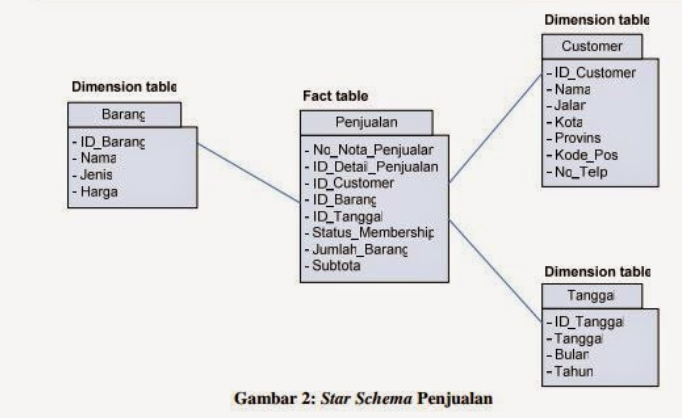 Dimension table
Barang
- ID_Barang
- Nama
- Jenis
- Harga
Fact table
Penjualan
- No_Nota_Penjualan
- ID_Detail_Penjualan
- ID_Customer
- ID_Barang
- ID_Tanggal
- Status_Membership
- Jumlah_Barang
- Subtotal
Dimension table
Customer
- ID_Customer
- Nama
- Jalan
- Kota
- Provinsi
- Kode_Pos
- No_Telp
Dimension table
Tanggal
- ID_Tanggal
- Tanggal
- Bulan
- Tahun
Gambar 2: Star Schema Penjualan